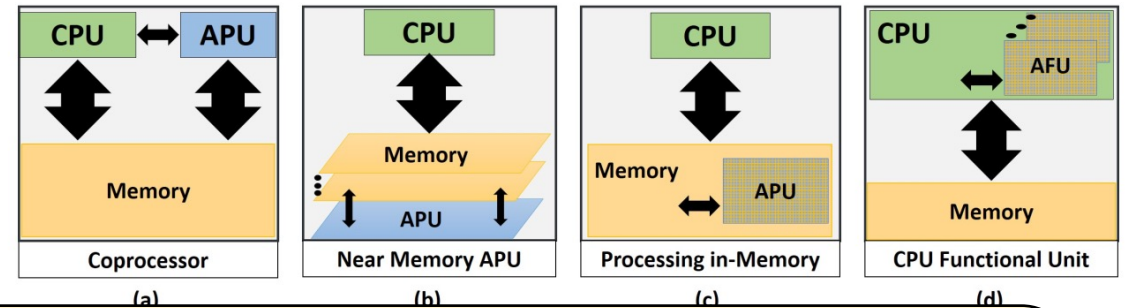 CPU
APU
Memory
Coprocessor
(a)
CPU
Memory
APU
Near Memory APU
(b)
CPU
Memory
APU
Processing in-Memory
(c)
CPU
AFU
Memory
CPU Functional Unit
(d)